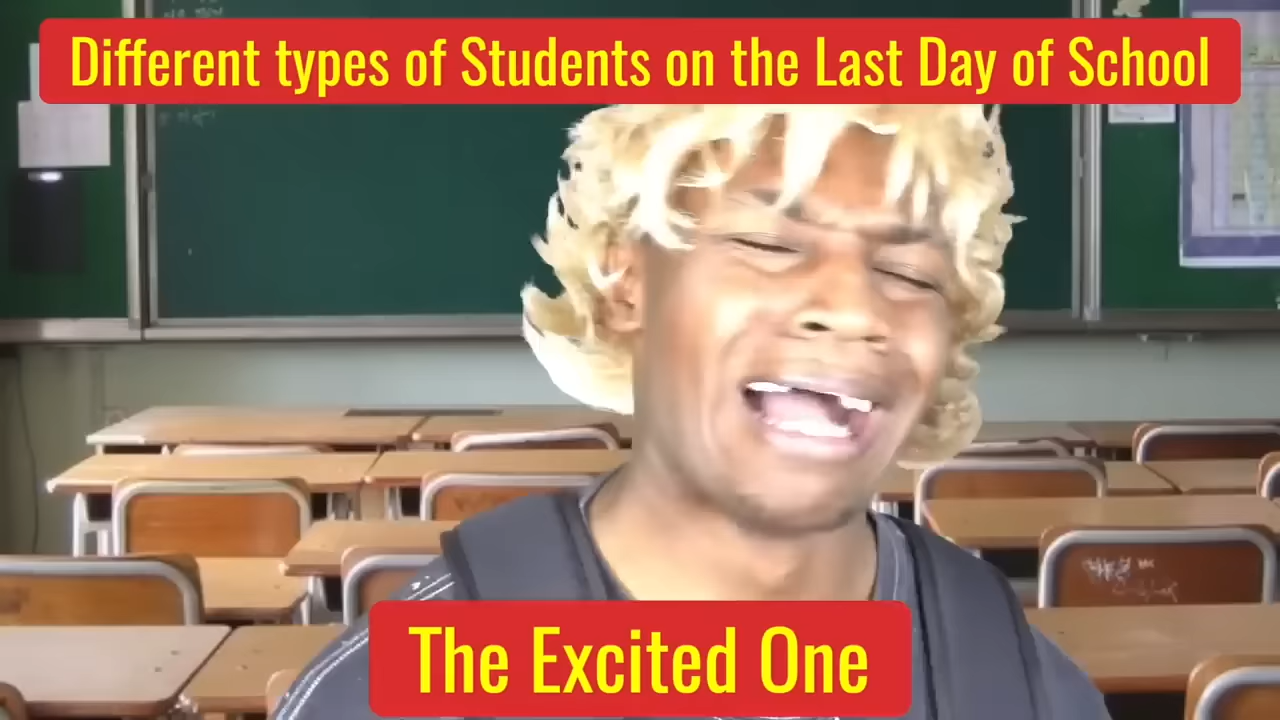 Different types of Students on the Last Day of School
The Excited One